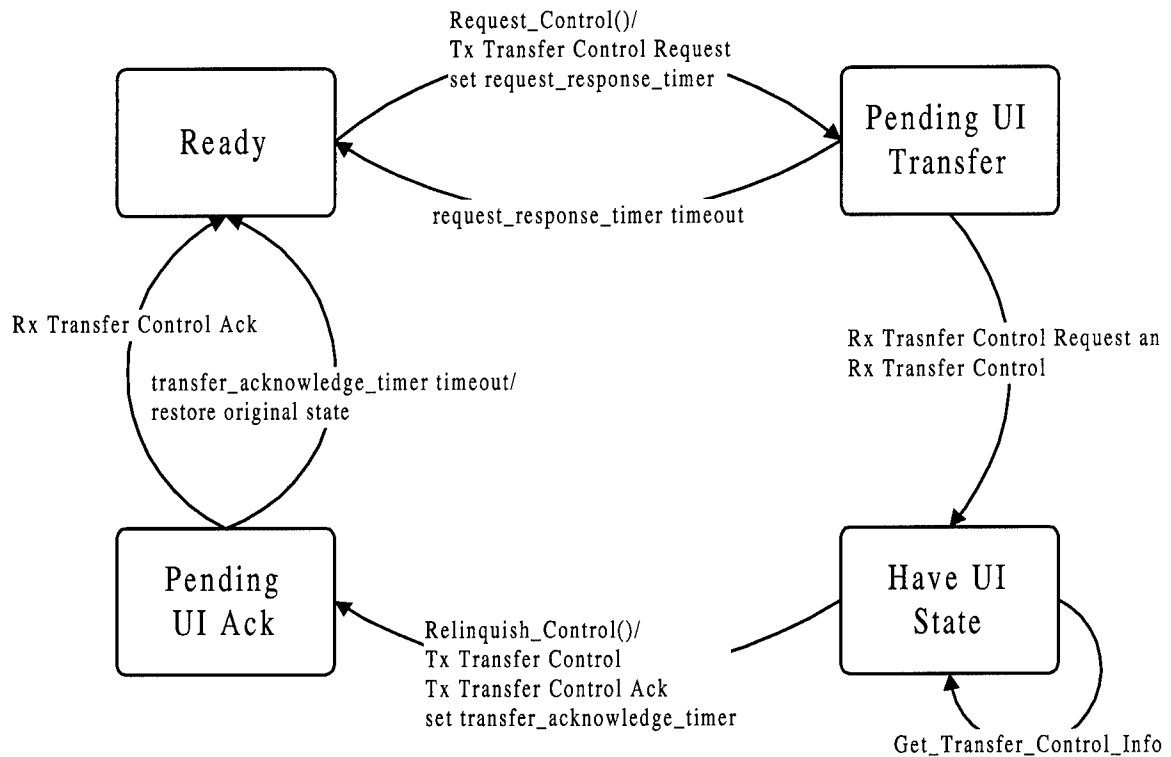 Request_Control()/
Tx Transfer Control Request
set request_response_timer
Ready
Pending UI
Transfer
request_response_timer timeout
Rx Transfer Control Ack
transfer_acknowledge_timer timeout/
restore original state
Rx Trasnfer Control Request an
Rx Transfer Control
Pending
UI Ack
Have UI
State
Relinquish_Control()/
Tx Transfer Control
Tx Transfer Control Ack
set transfer_acknowledge_timer
Get_Transfer_Control_Info